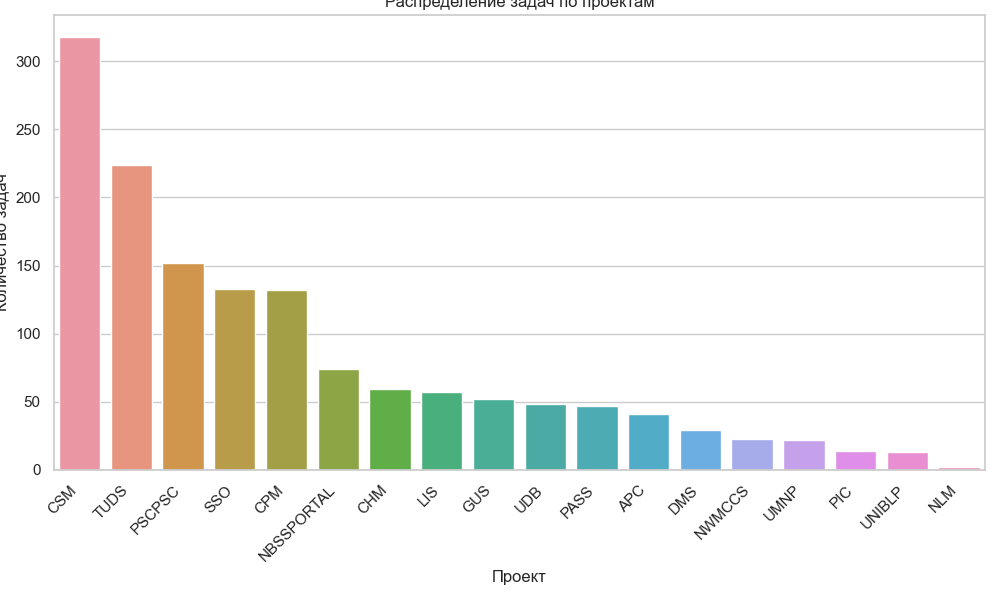 Распределение задач по проектам
Количество задач
300
250
200
150
100
50
0
CSM
TUDS
PSCPSC
SSO
CPM
NBSSPORTAL
CHM
LIS
GUS
UDB
PASS
APC
DMS
NWMCCS
UMNP
PIC
UNIBLP
NLM
Проект